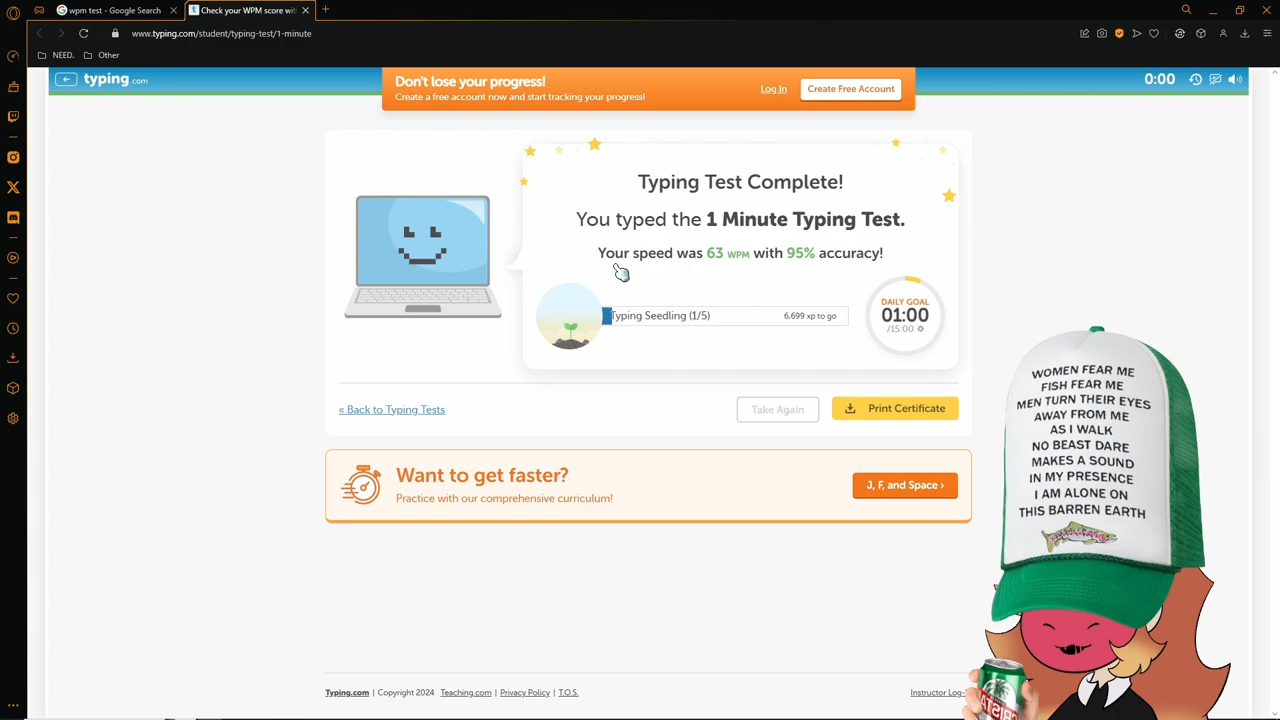 wpm test - Google Search
Check your WPM score wit
www.typing.com/student/typing-test/1-minute
NEED.
Other
typing.com
Don't lose your progress!
Create a free account now and start tracking your progress!
Log In
Create Free Account
0:00
Typing Test Complete!
You typed the 1 Minute Typing Test.
Your speed was 63 WPM with 95% accuracy!
Typing Seedling (1/5)
6,699 xp to go
DAILY GOAL
01:00
/15:00
« Back to Typing Tests
Take Again
Print Certificate
Want to get faster?
Practice with our comprehensive curriculum!
J, F, and Space ›
WOMEN FEAR ME
FISH FEAR ME
MEN TURN THEIR EYES
AWAY FROM ME
AS I WALK
NO BEAST DARE
MAKES A SOUND
IN MY PRESENCE
I AM ALONE ON
THIS BARREN EARTH
Typing.com | Copyright 2024 Teaching.com | Privacy Policy | T.O.S.
Instructor Log-